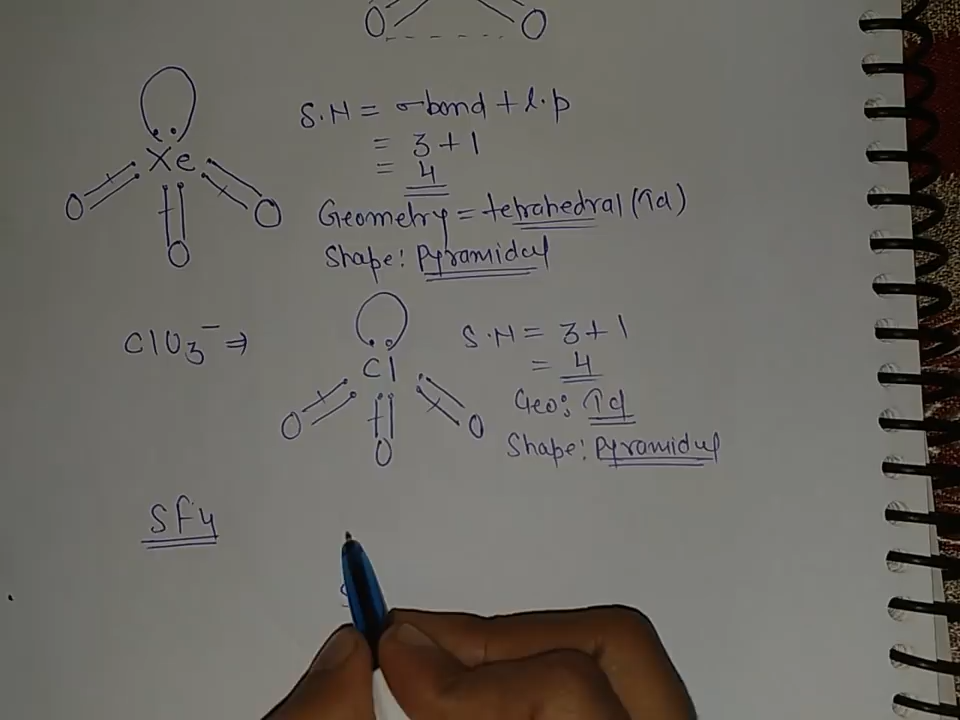 O O
S.N = σ-bond + l.p
= 3+1
= 4
Xe
O O
O
Geometry = tetrahedral (Td)
Shape: Pyramidal
ClO3⁻ ⇒
Cl
O O
O
S.N = 3+1
= 4
Geo: Td
Shape: Pyramidal
SF4
S